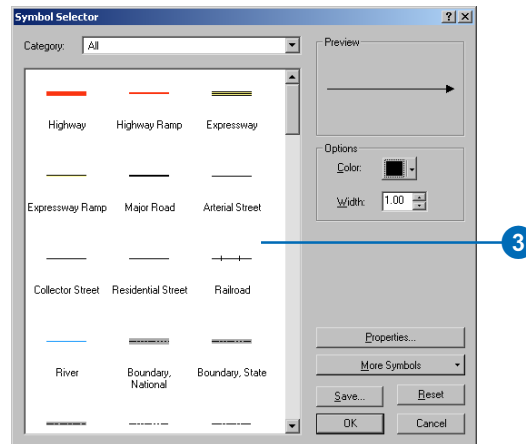 Symbol Selector
Category: All
Highway Highway Ramp Expressway
Expressway Ramp Major Road Arterial Street
Collector Street Residential Street Railroad
River Boundary, National Boundary, State
Preview
Options
Color:
Width: 1.00
3
Properties...
More Symbols
Save... Reset
OK Cancel